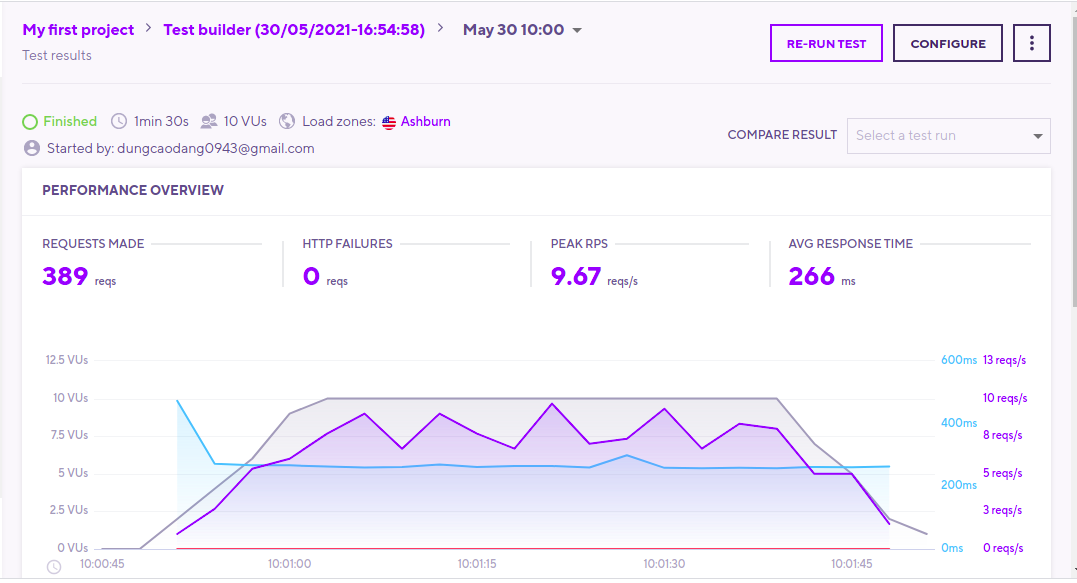 My first project > Test builder (30/05/2021-16:54:58) > May 30 10:00
Test results
RE-RUN TEST
CONFIGURE
Finished 1min 30s 10 VUs Load zones: Ashburn
Started by: dungcaodang0943@gmail.com
COMPARE RESULT Select a test run
PERFORMANCE OVERVIEW
REQUESTS MADE HTTP FAILURES PEAK RPS AVG RESPONSE TIME
389 reqs 0 reqs 9.67 reqs/s 266 ms
12.5 VUs 600ms 13 reqs/s
10 VUs 10 reqs/s
400ms
7.5 VUs 8 reqs/s
5 VUs 5 reqs/s
200ms
2.5 VUs 3 reqs/s
0 VUs 0ms 0 reqs/s
10:00:45 10:01:00 10:01:15 10:01:30 10:01:45